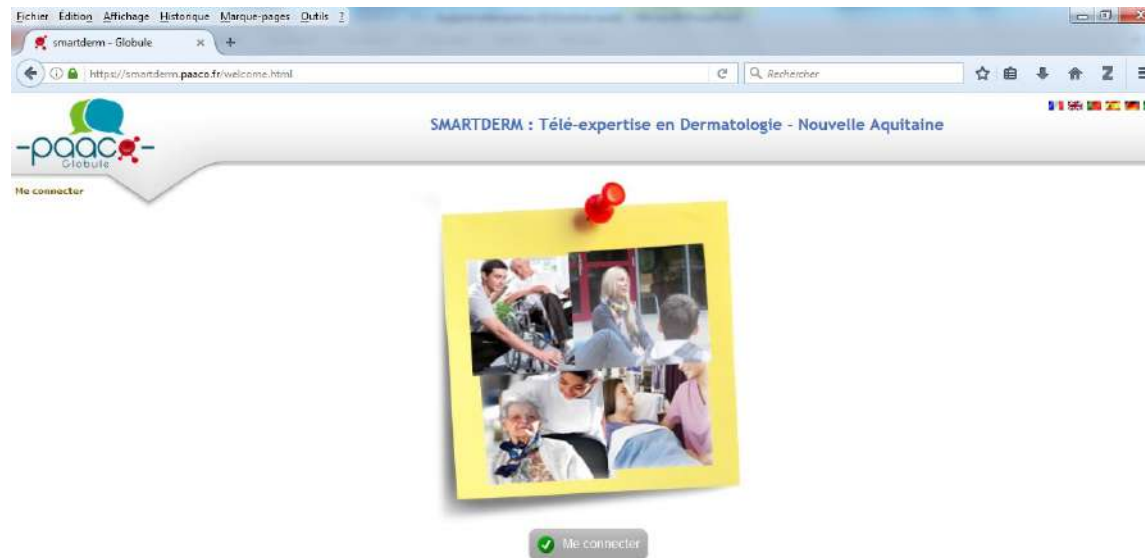 Fichier Édition Affichage Historique Marque-pages Outils ?
smartderm - Globule
https://smartderm.paaco.fr/welcome.html
Rechercher
SMARTDERM : Télé-expertise en Dermatologie - Nouvelle Aquitaine
-paaco-
Globule
Me connecter
Me connecter